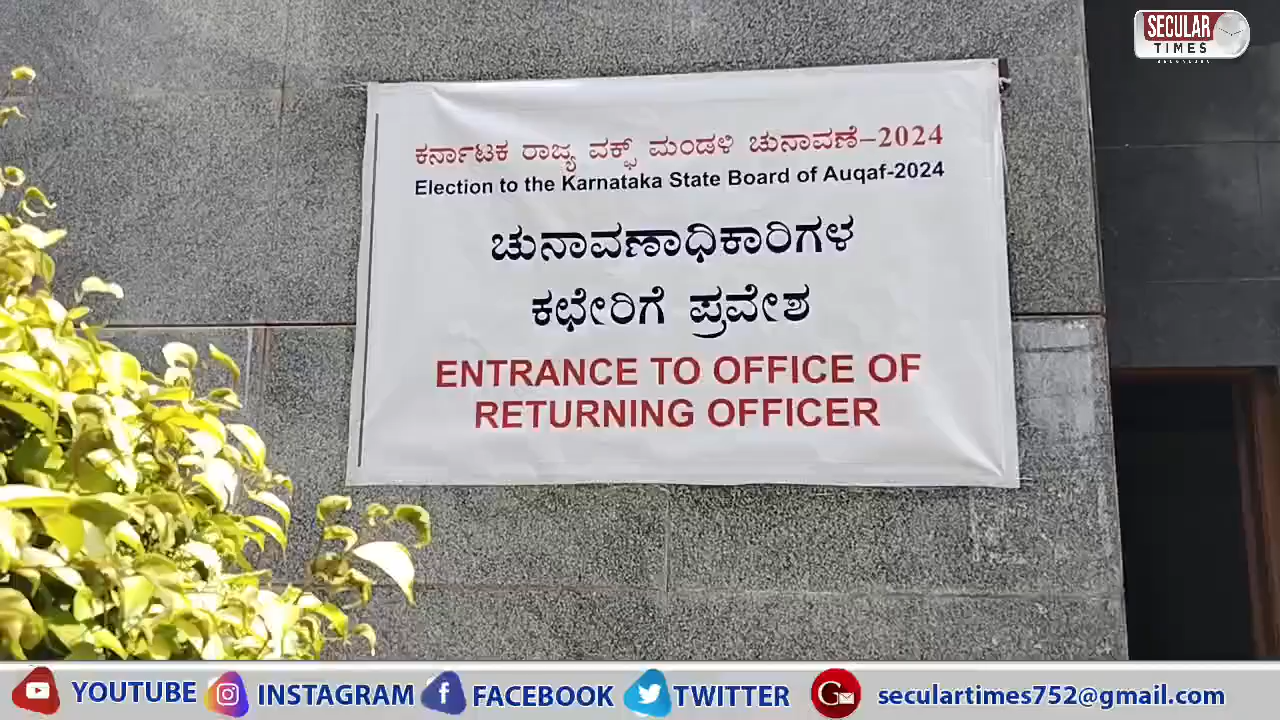 SECULAR
TIMES
ಕರ್ನಾಟಕ ರಾಜ್ಯ ವಕ್ಫ್ ಮಂಡಳಿ ಚುನಾವಣೆ–2024
Election to the Karnataka State Board of Auqaf-2024
ಚುನಾವಣಾಧಿಕಾರಿಗಳ
ಕಛೇರಿಗೆ ಪ್ರವೇಶ
ENTRANCE TO OFFICE OF
RETURNING OFFICER
YOUTUBE INSTAGRAM FACEBOOK TWITTER seculartimes752@gmail.com